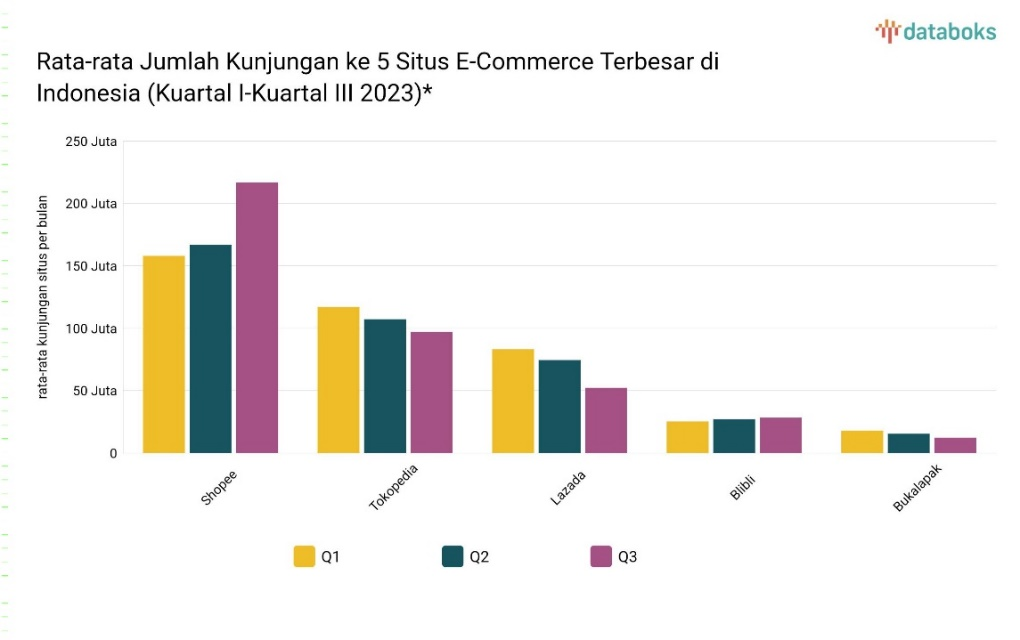 databoks
Rata-rata Jumlah Kunjungan ke 5 Situs E-Commerce Terbesar di
Indonesia (Kuartal I-Kuartal III 2023)*
rata-rata kunjungan situs per bulan
250 Juta
200 Juta
150 Juta
100 Juta
50 Juta
0
Shopee
Tokopedia
Lazada
Blibli
Bukalapak
Q1
Q2
Q3